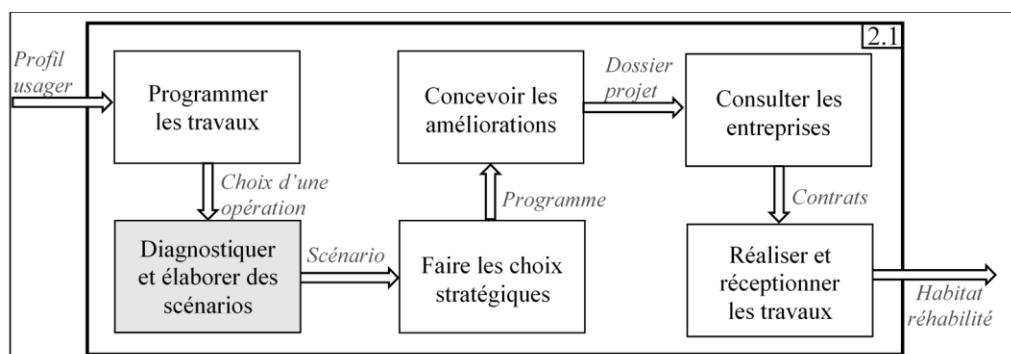 2.1
Profil
usager
Programmer
les travaux
Choix d’une
opération
Diagnostiquer
et élaborer des
scénarios
Scénario
Faire les choix
stratégiques
Programme
Concevoir les
améliorations
Dossier
projet
Consulter les
entreprises
Contrats
Réaliser et
réceptionner
les travaux
Habitat
réhabilité